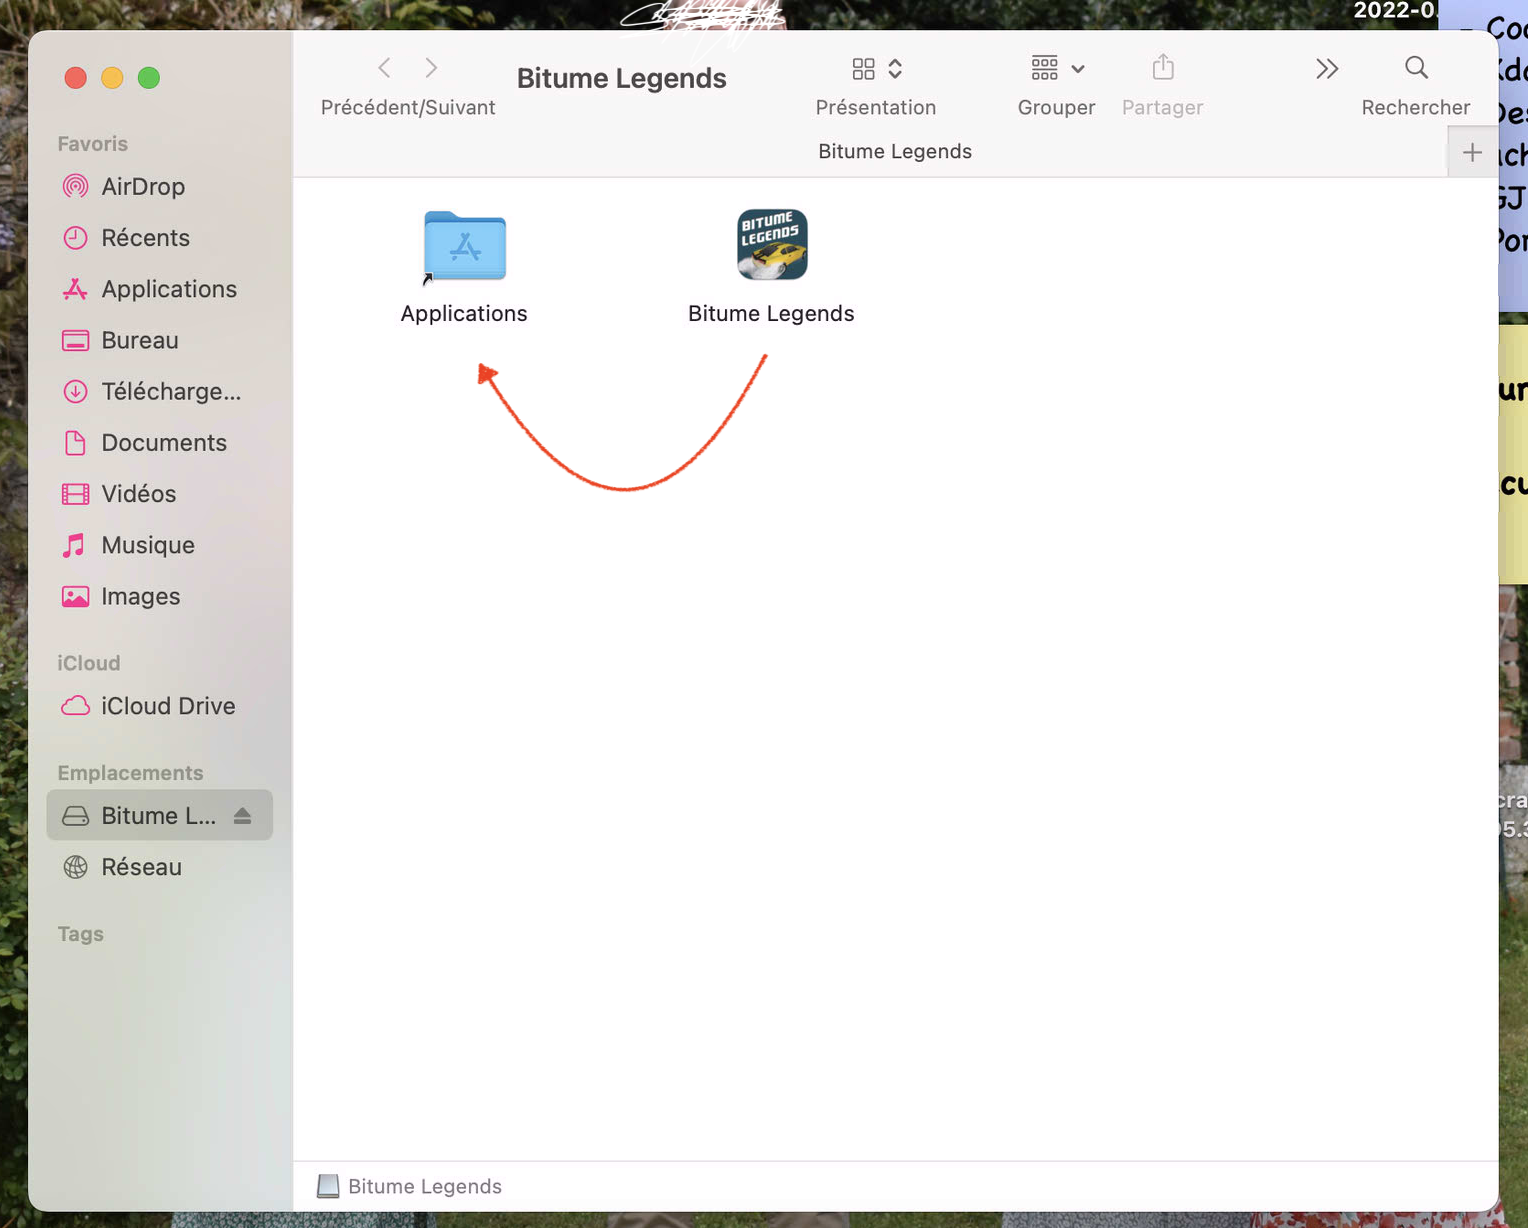 2022-0
Bitume Legends
Précédent/Suivant
Présentation
Grouper
Partager
Rechercher
Bitume Legends
Favoris
AirDrop
Récents
Applications
Bureau
Télécharge...
Documents
Vidéos
Musique
Images
iCloud
iCloud Drive
Emplacements
Bitume L...
Réseau
Tags
BITUME
LEGENDS
Applications
Bitume Legends
Bitume Legends